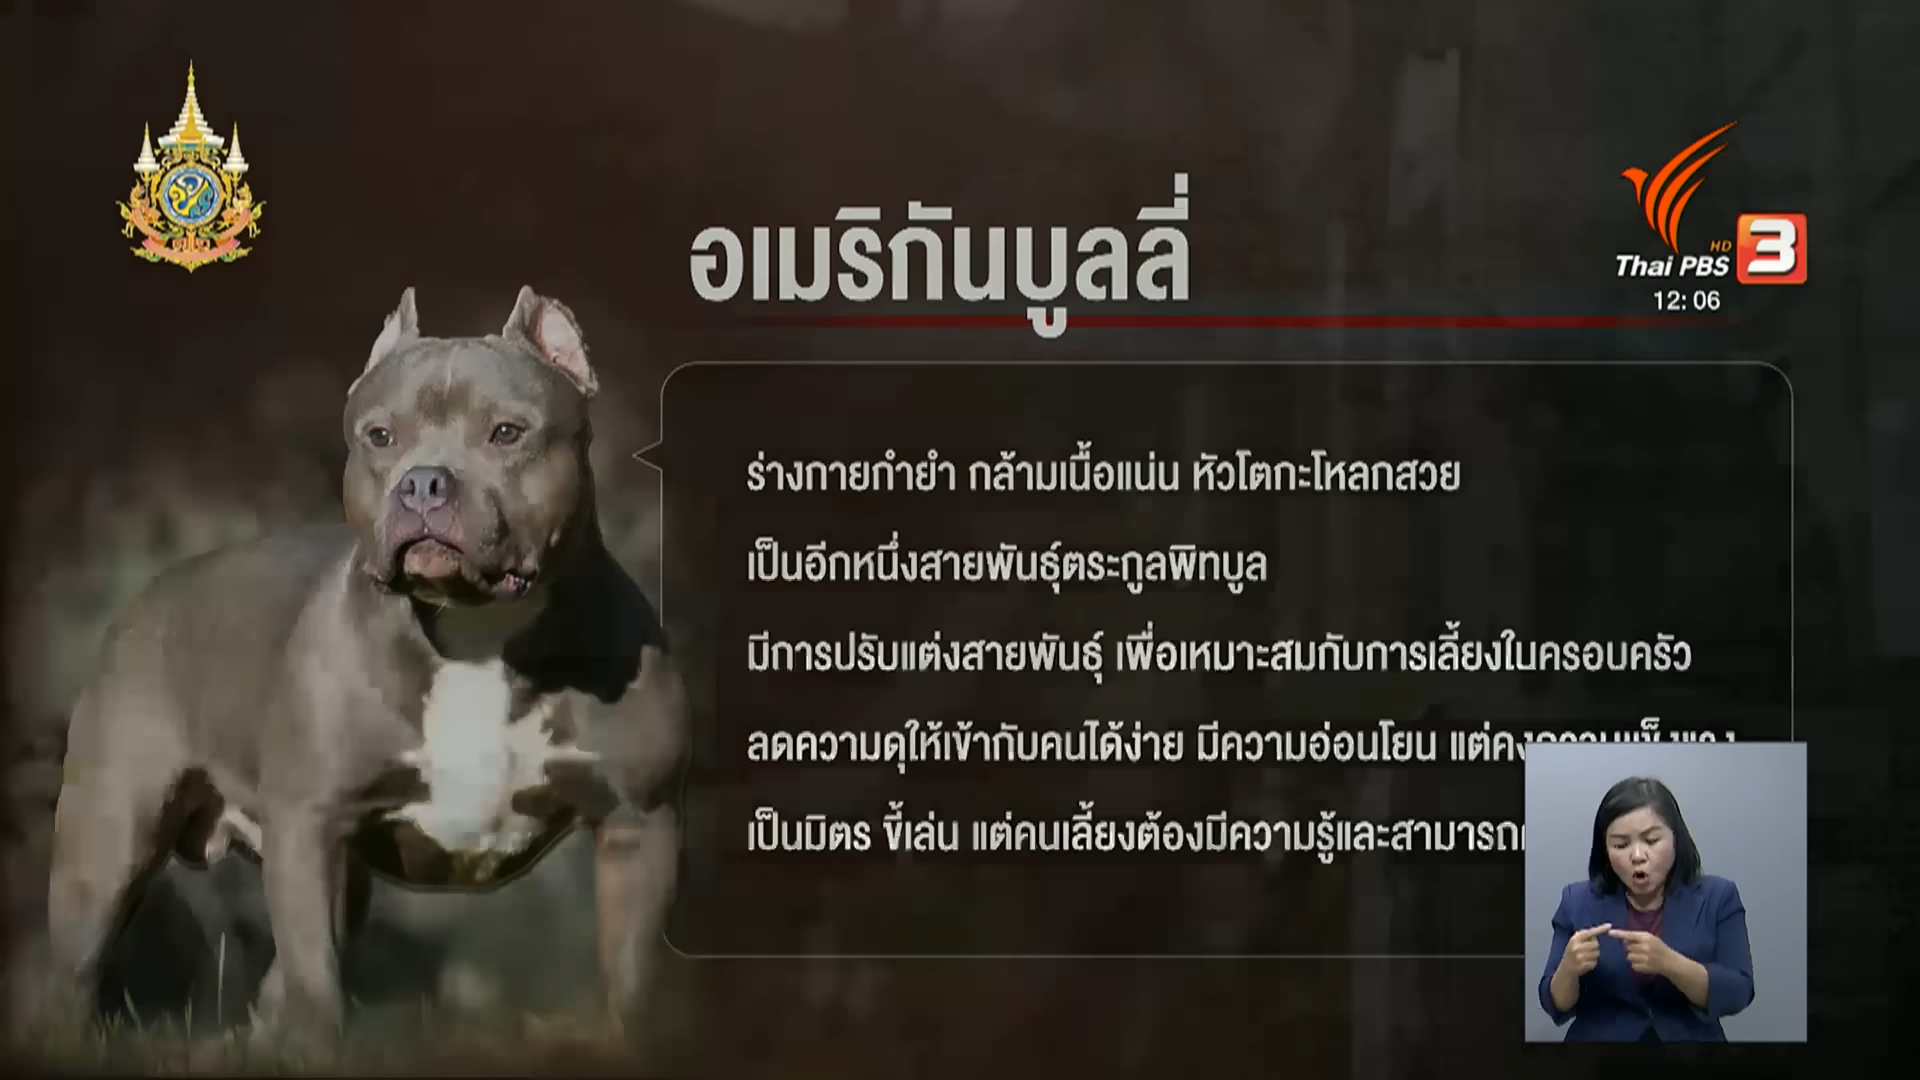 อเมริกันบูลลี่
Thai PBS HD 3
12:06
ร่างกายกำยำ กล้ามเนื้อแน่น หัวโตกะโหลกสวย
เป็นอีกหนึ่งสายพันธุ์ตระกูลพิทบูล
มีการปรับแต่งสายพันธุ์ เพื่อเหมาะสมกับการเลี้ยงในครอบครัว
ลดความดุให้เข้ากับคนได้ง่าย มีความอ่อนโยน แต่คง
เป็นมิตร ขี้เล่น แต่คนเลี้ยงต้องมีความรู้และสามารถ